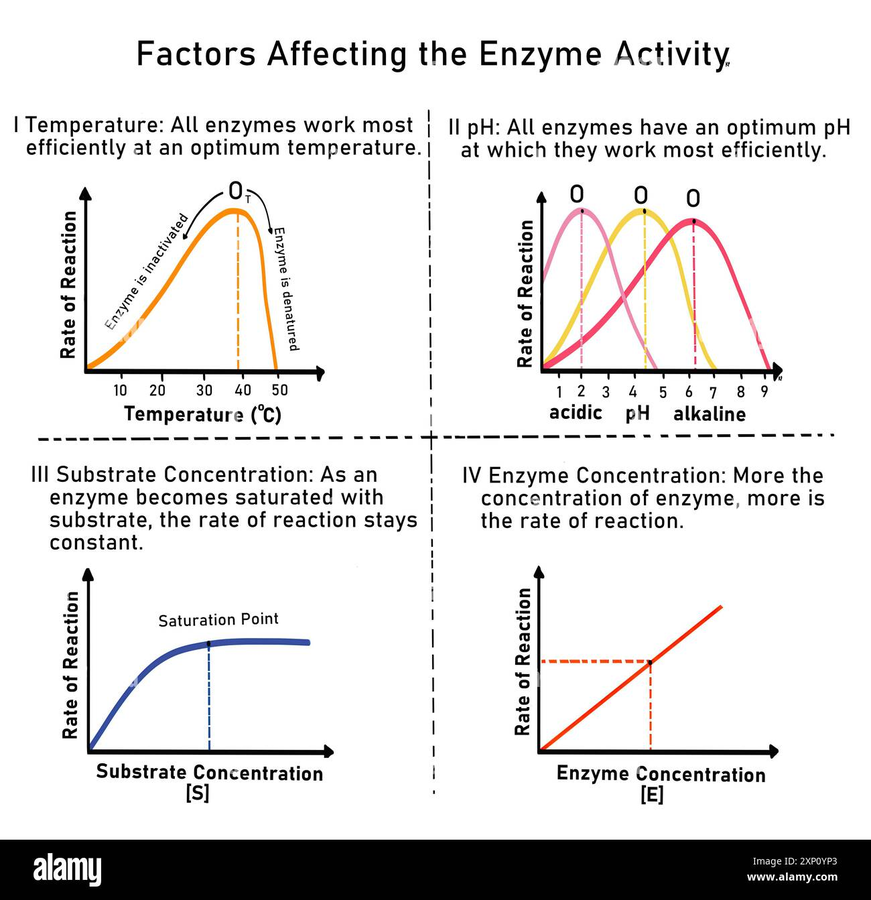 Factors Affecting the Enzyme Activity
I Temperature: All enzymes work most
efficiently at an optimum temperature.
O T
Enzyme is inactivated
Enzyme is denatured
Rate of Reaction
10 20 30 40 50
Temperature (°C)
II pH: All enzymes have an optimum pH
at which they work most efficiently.
O O O
Rate of Reaction
1 2 3 4 5 6 7 8 9
acidic pH alkaline
III Substrate Concentration: As an
enzyme becomes saturated with
substrate, the rate of reaction stays
constant.
Saturation Point
Rate of Reaction
Substrate Concentration
[S]
IV Enzyme Concentration: More the
concentration of enzyme, more is
the rate of reaction.
Rate of Reaction
Enzyme Concentration
[E]
alamy
Image ID: 2XP0YP3
www.alamy.com